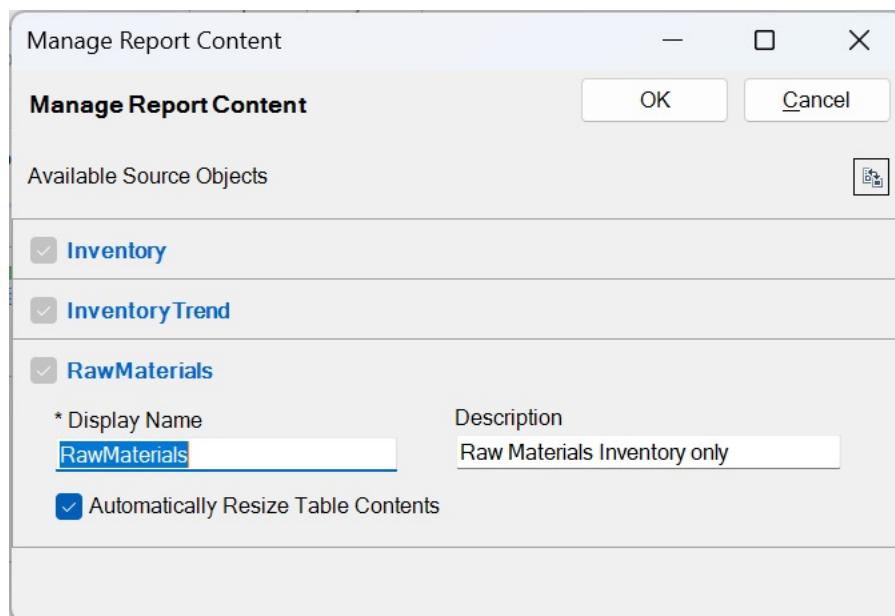 Manage Report Content
Manage Report Content
OK
Cancel
Available Source Objects
Inventory
InventoryTrend
RawMaterials
* Display Name
Description
RawMaterials
Raw Materials Inventory only
Automatically Resize Table Contents